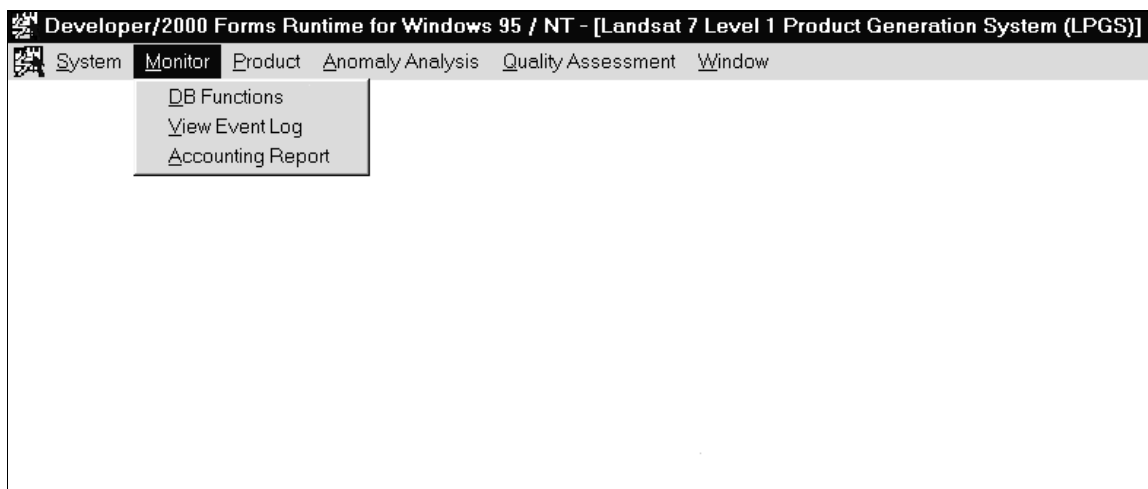 Developer/2000 Forms Runtime for Windows 95 / NT - [Landsat 7 Level 1 Product Generation System (LPGS)]
System Monitor Product Anomaly Analysis Quality Assessment Window
DB Functions
View Event Log
Accounting Report